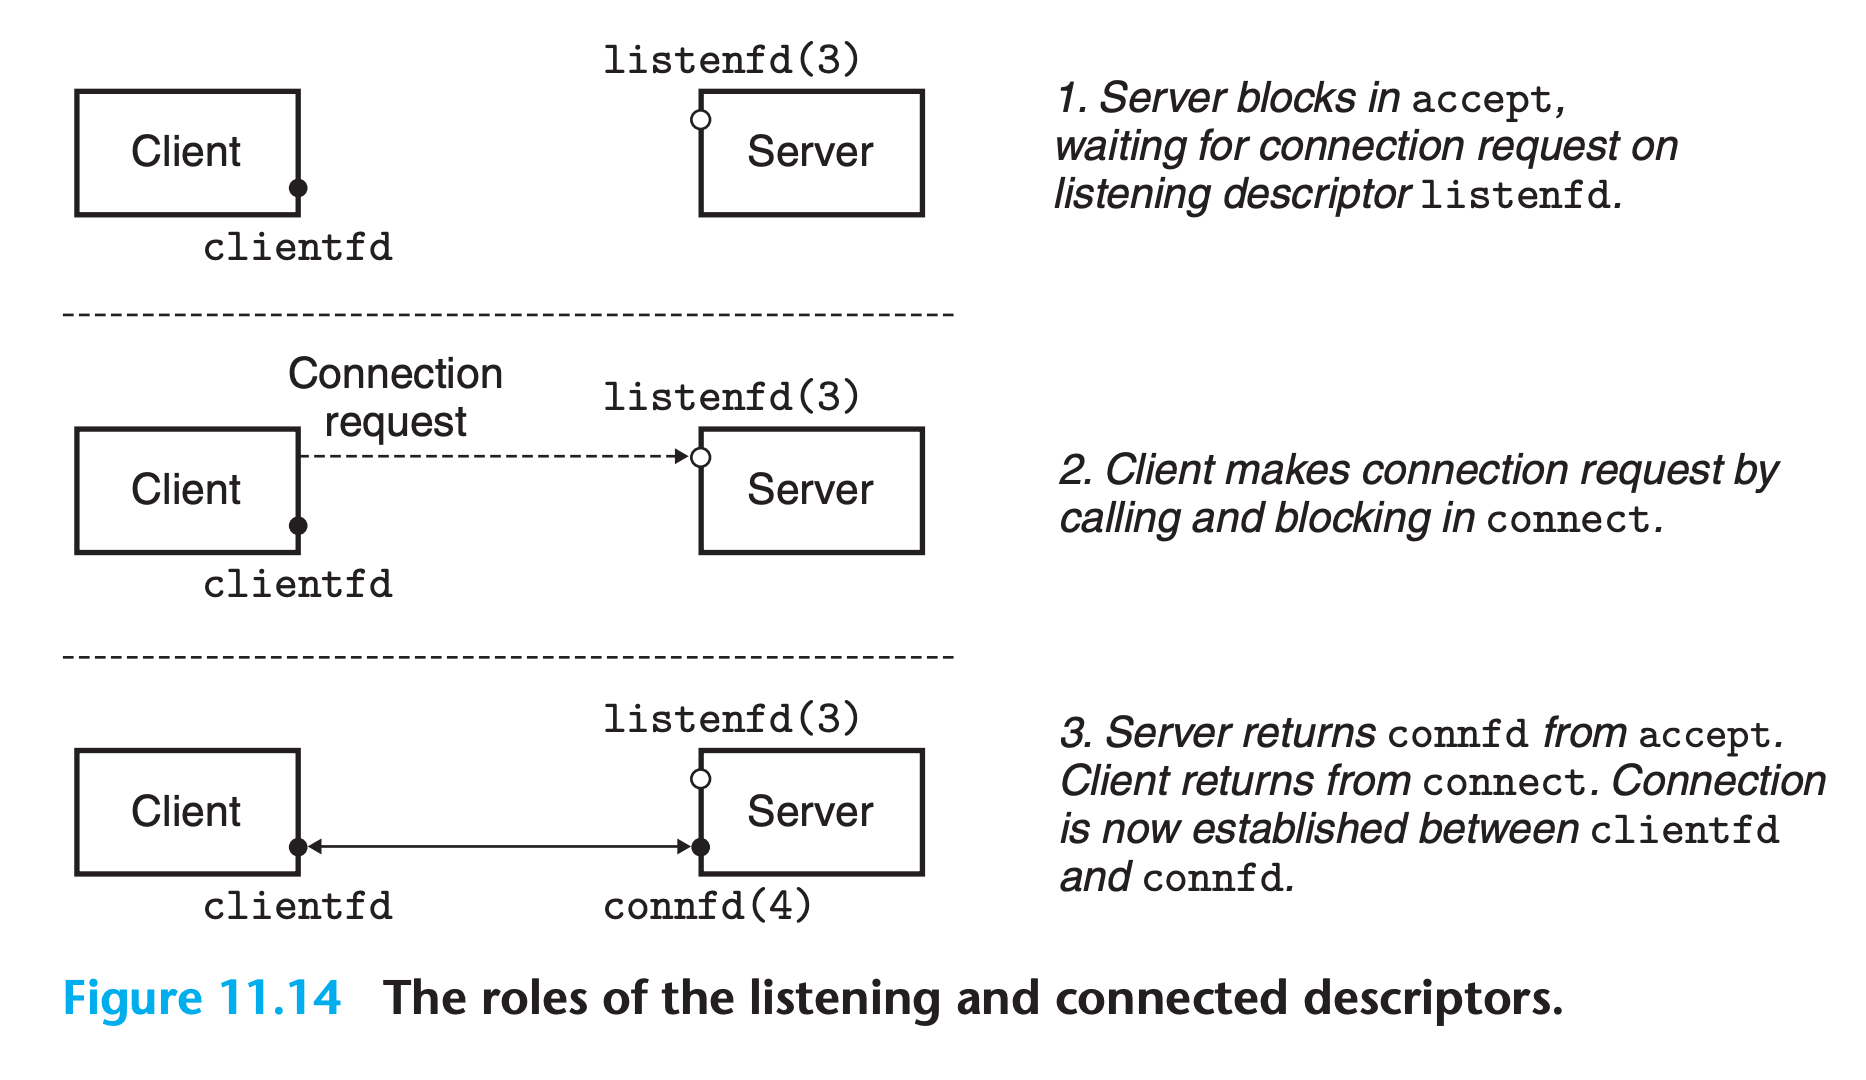 listenfd(3)
Client
Server
clientfd
1. Server blocks in accept,
waiting for connection request on
listening descriptor listenfd.
Connection
request
listenfd(3)
Client
Server
clientfd
2. Client makes connection request by
calling and blocking in connect.
listenfd(3)
Client
Server
clientfd
connfd(4)
3. Server returns connfd from accept.
Client returns from connect. Connection
is now established between clientfd
and connfd.
Figure 11.14 The roles of the listening and connected descriptors.